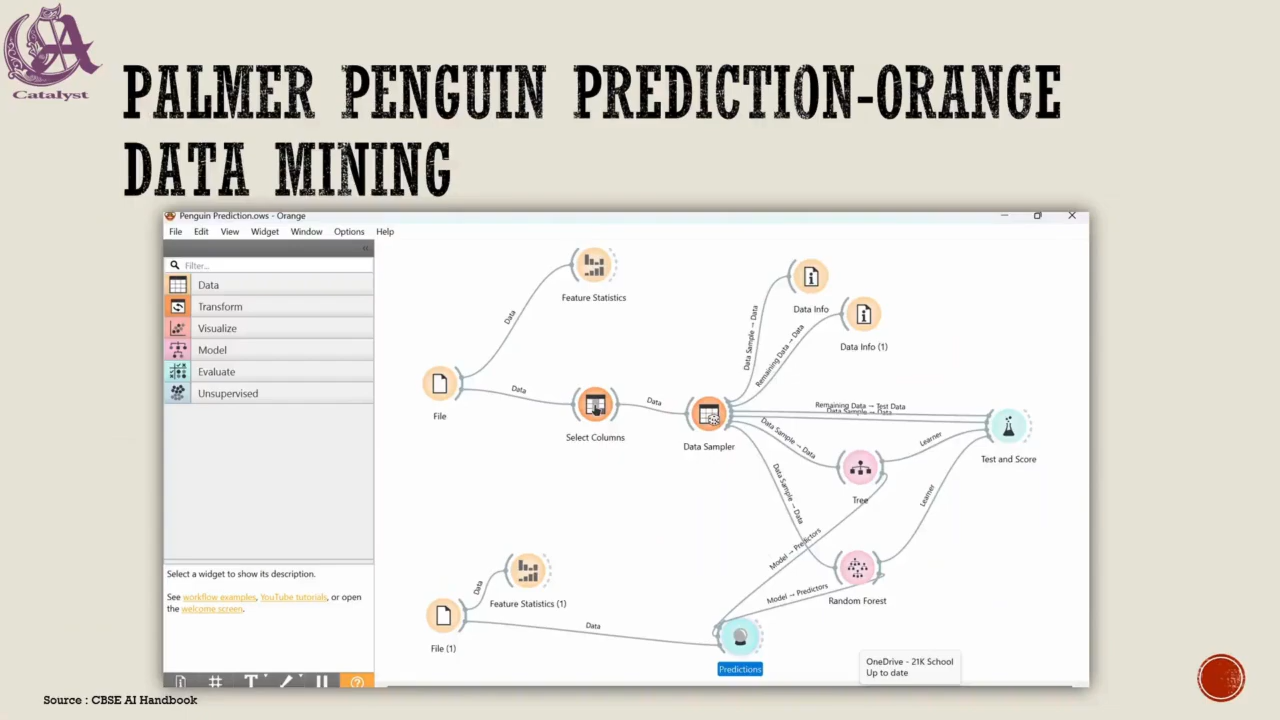 Catalyst
PALMER PENGUIN PREDICTION-ORANGE
DATA MINING
Penguin Prediction.ows - Orange
File Edit View Widget Window Options Help
Filter...
Data
Transform
Visualize
Model
Evaluate
Unsupervised
Select a widget to show its description.
See workflow examples, YouTube tutorials, or open
the welcome screen.
Feature Statistics
Data
File
Data
Select Columns
Data
Data Sampler
Data Sample → Data
Data Info
Remaining Data → Data
Data Info (1)
Remaining Data → Test Data
Data Sample → Data
Test and Score
Data Sample → Data
Tree
Learner
Data Sample → Data
Learner
Model → Predictors
Random Forest
Model → Predictors
Feature Statistics (1)
Data
File (1)
Data
Predictions
OneDrive - 21K School
Up to date
Source : CBSE AI Handbook